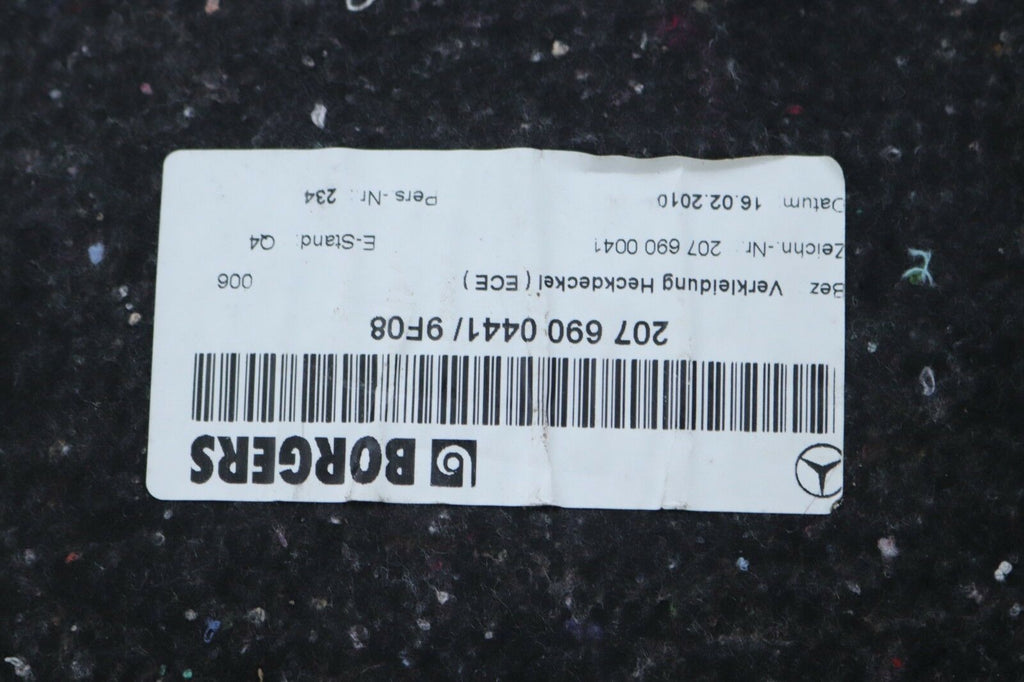 BORGERS
207 690 0441/ 9F08
Bez Verkleidung Heckdeckel ( ECE ) 006
Zeichn.-Nr. 207 690 0041 E-Stand. Q4
Datum 16.02.2010 Pers.-Nr.: 234